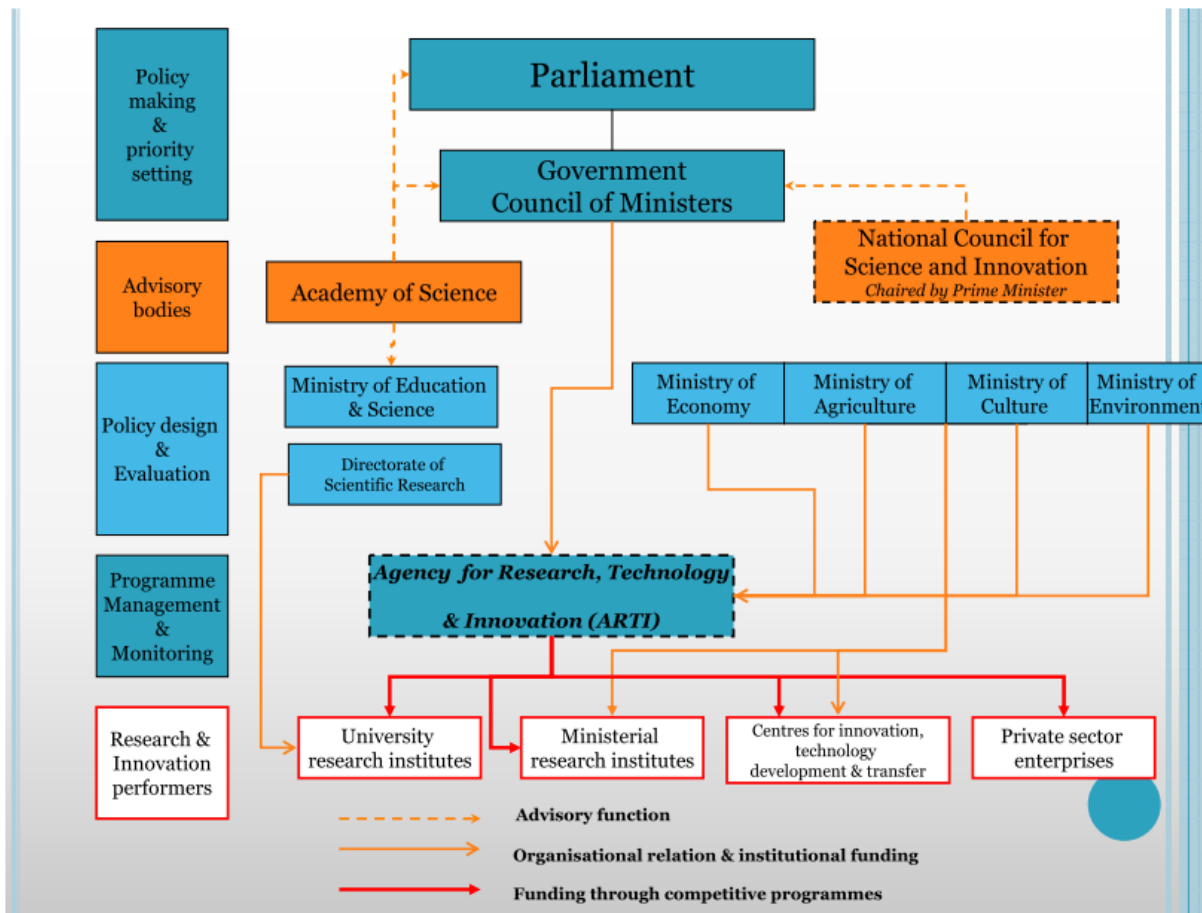 Policy
making
&
priority
setting
Parliament
Government
Council of Ministers
National Council for
Science and Innovation
Chaired by Prime Minister
Advisory
bodies
Academy of Science
Policy design
&
Evaluation
Ministry of Education
& Science
Ministry of
Economy
Ministry of
Agriculture
Ministry of
Culture
Ministry of
Environment
Directorate of
Scientific Research
Programme
Management
&
Monitoring
Agency for Research, Technology
& Innovation (ARTI)
Research &
Innovation
performers
University
research institutes
Ministerial
research institutes
Centres for innovation,
technology
development & transfer
Private sector
enterprises
Advisory function
Organisational relation & institutional funding
Funding through competitive programmes